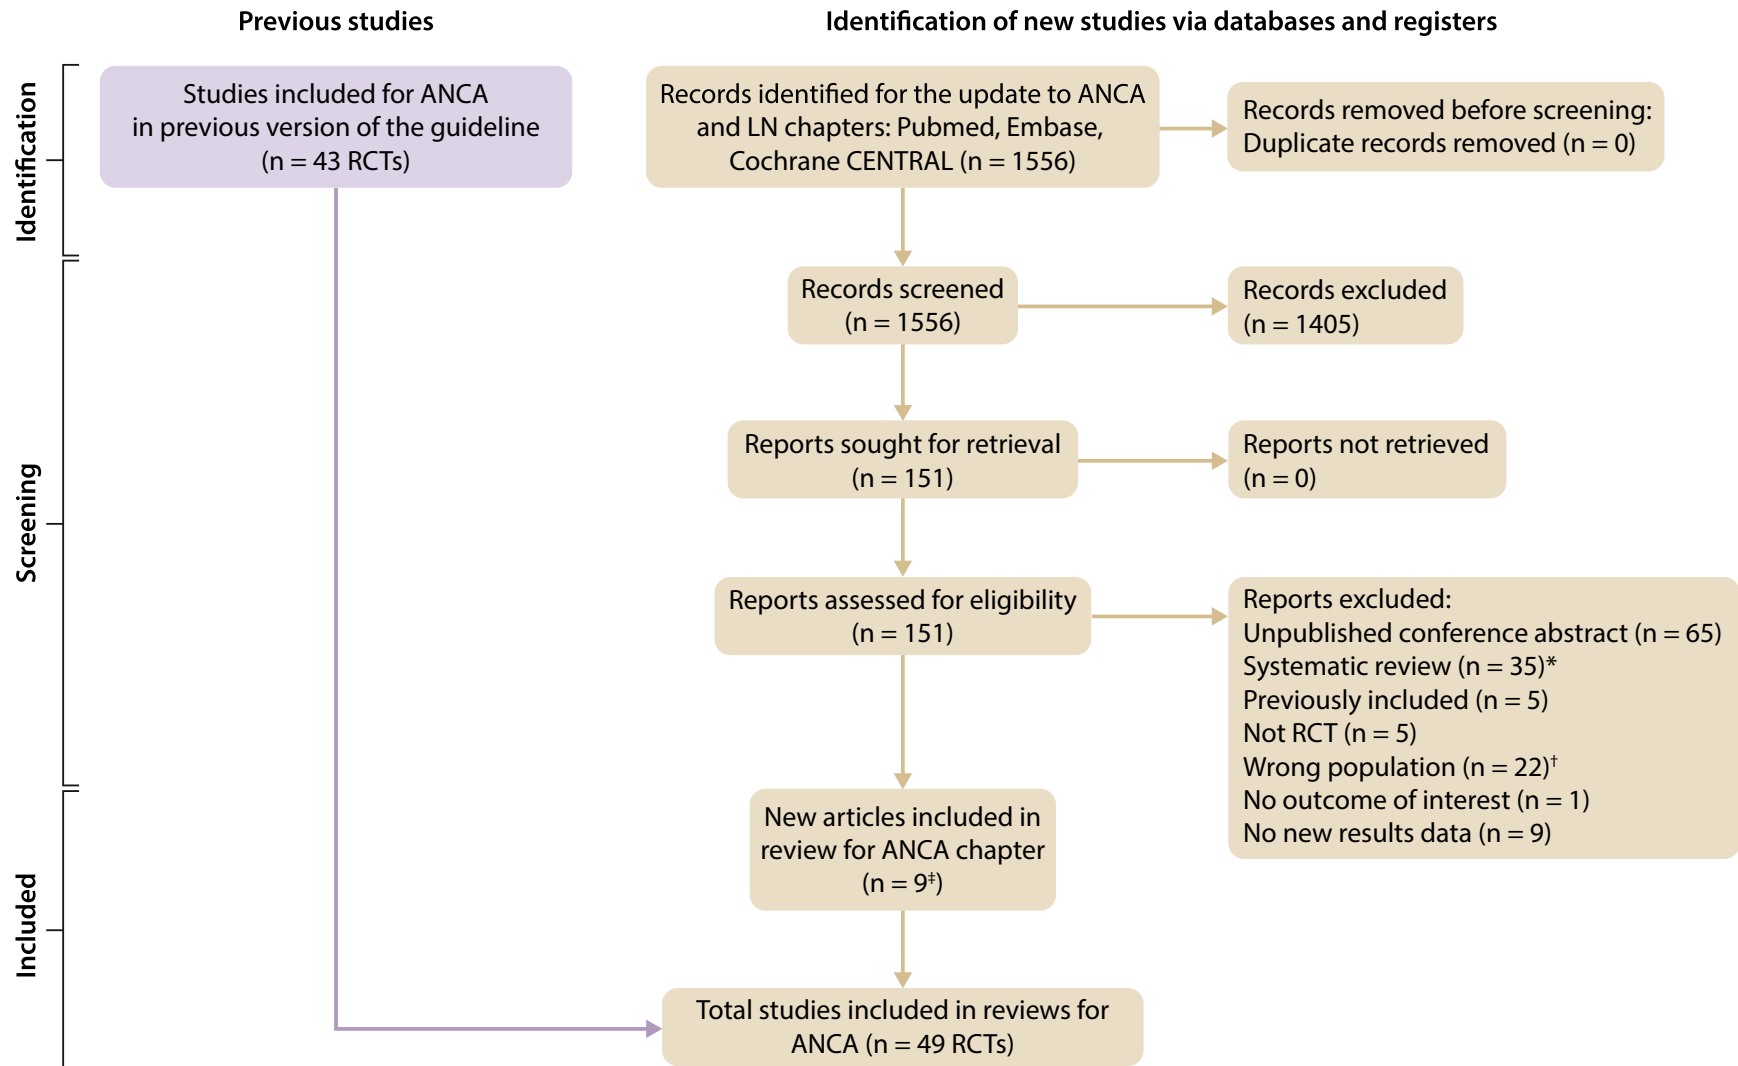 Previous studies
Identification of new studies via databases and registers
Identification
Studies included for ANCA
in previous version of the guideline
(n = 43 RCTs)
Records identified for the update to ANCA
and LN chapters: Pubmed, Embase,
Cochrane CENTRAL (n = 1556)
Records removed before screening:
Duplicate records removed (n = 0)
Screening
Records screened
(n = 1556)
Records excluded
(n = 1405)
Reports sought for retrieval
(n = 151)
Reports not retrieved
(n = 0)
Reports assessed for eligibility
(n = 151)
Reports excluded:
Unpublished conference abstract (n = 65)
Systematic review (n = 35)*
Previously included (n = 5)
Not RCT (n = 5)
Wrong population (n = 22)†
No outcome of interest (n = 1)
No new results data (n = 9)
Included
New articles included in
review for ANCA chapter
(n = 9‡)
Total studies included in reviews for
ANCA (n = 49 RCTs)